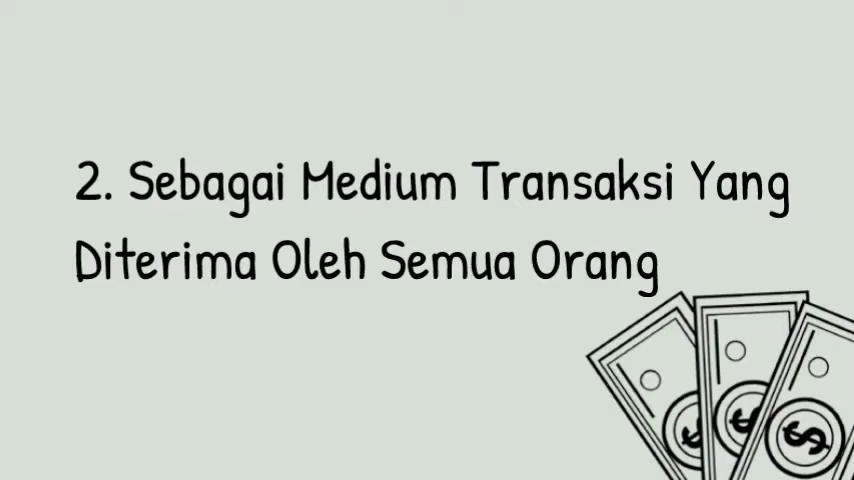 2. Sebagai Medium Transaksi Yang
Diterima Oleh Semua Orang